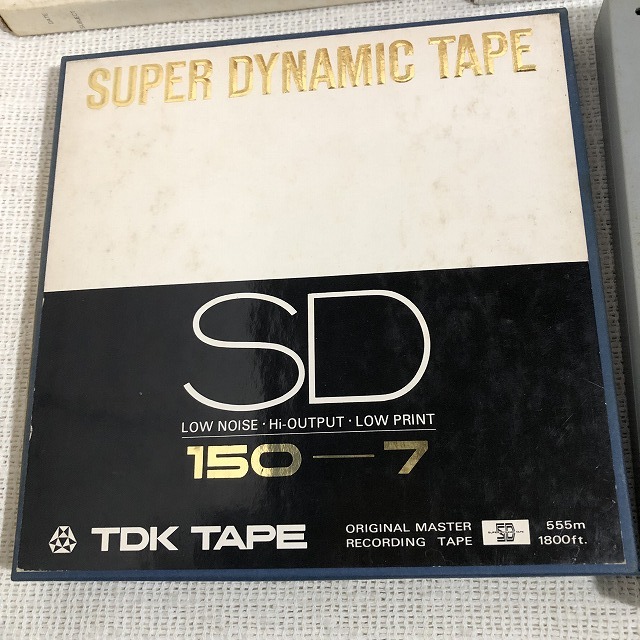 SUPER DYNAMIC TAPE
SD
LOW NOISE · Hi-OUTPUT · LOW PRINT
150—7
TDK TAPE
ORIGINAL MASTER
RECORDING TAPE
SD
555m
1800ft.